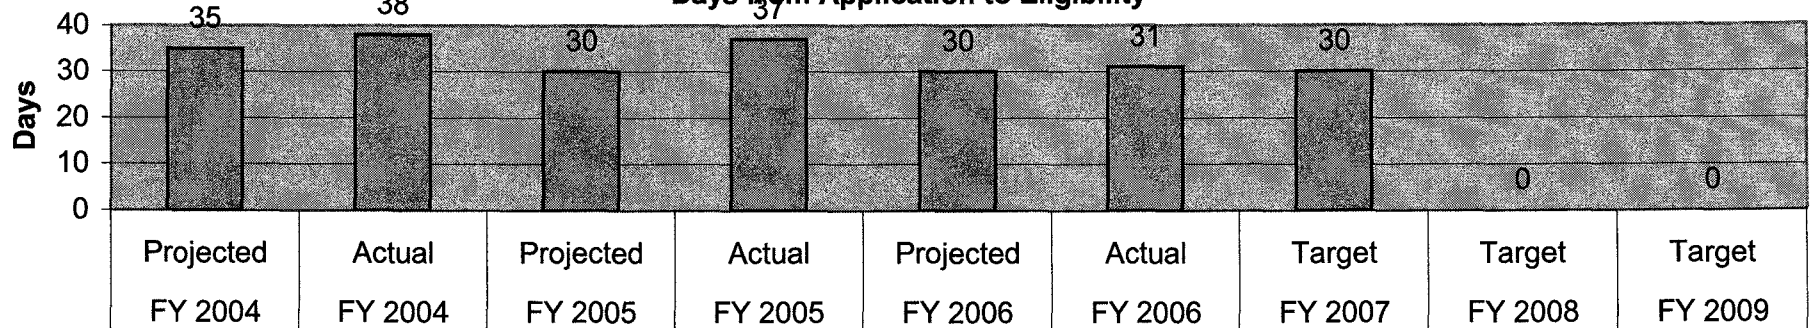 Days from Application to Eligibility
35 38 30 37 30 31 30 0 0
40
30
20
10
0
Days
Projected Actual Projected Actual Projected Actual Target Target Target
FY 2004 FY 2004 FY 2005 FY 2005 FY 2006 FY 2006 FY 2007 FY 2008 FY 2009